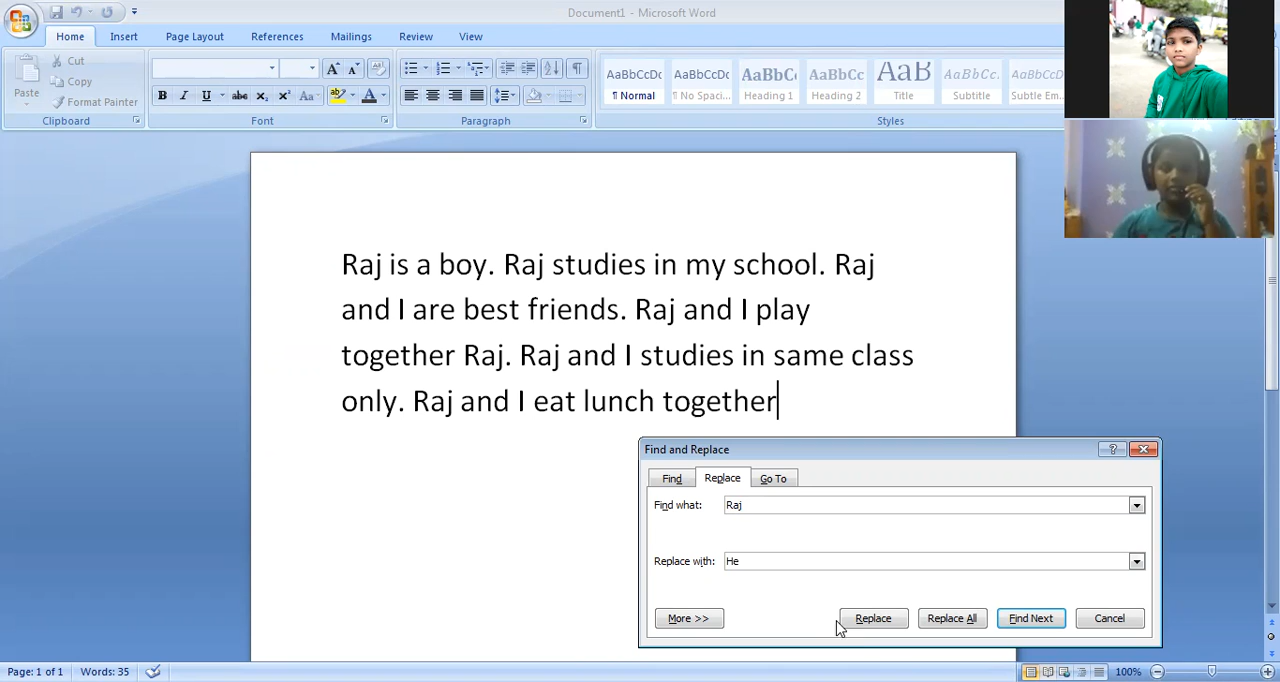 Document1 - Microsoft Word
Home Insert Page Layout References Mailings Review View
Cut
Copy
Format Painter
Paste
Clipboard
Font
Paragraph
AaBbCcDc AaBbCcDc AaBbCc AaBbCc AaB AaBbCc. AaBbCcDc
¶ Normal ¶ No Spaci... Heading 1 Heading 2 Title Subtitle Subtle Em...
Styles
Raj is a boy. Raj studies in my school. Raj
and I are best friends. Raj and I play
together Raj. Raj and I studies in same class
only. Raj and I eat lunch together
Find and Replace
Find Replace Go To
Find what: Raj
Replace with: He
More >> Replace Replace All Find Next Cancel
Page: 1 of 1 Words: 35 100%